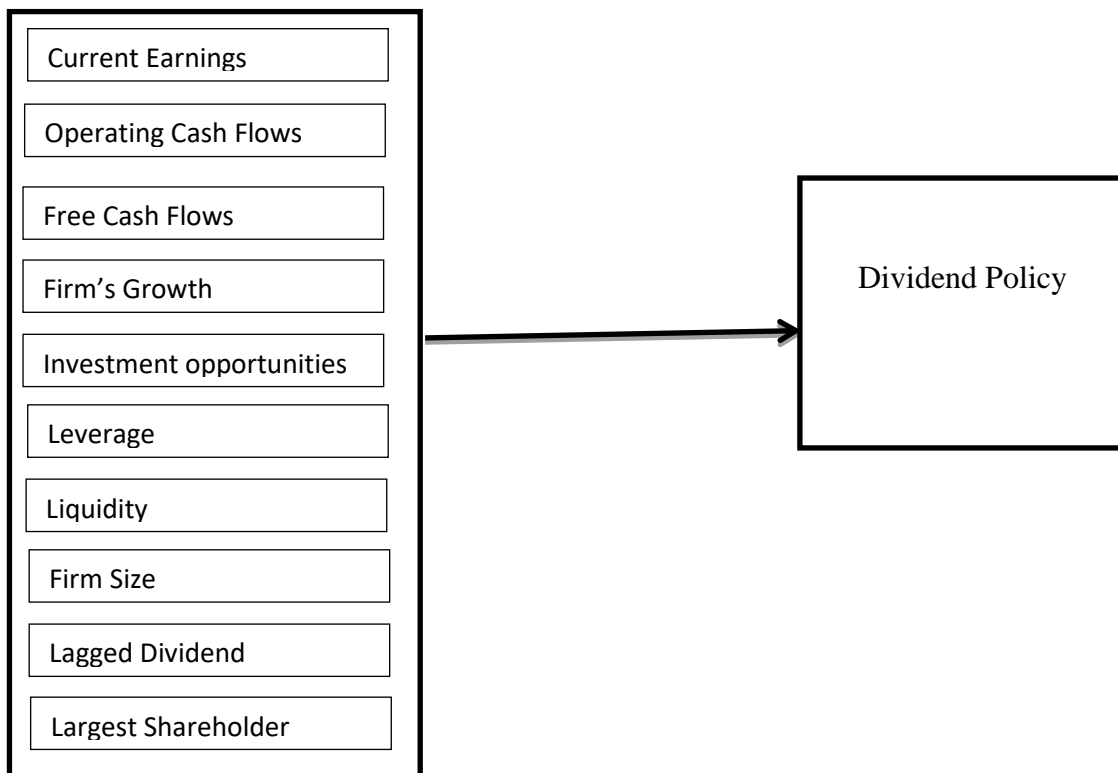 Current Earnings
Operating Cash Flows
Free Cash Flows
Firm’s Growth
Investment opportunities
Leverage
Liquidity
Firm Size
Lagged Dividend
Largest Shareholder
Dividend Policy